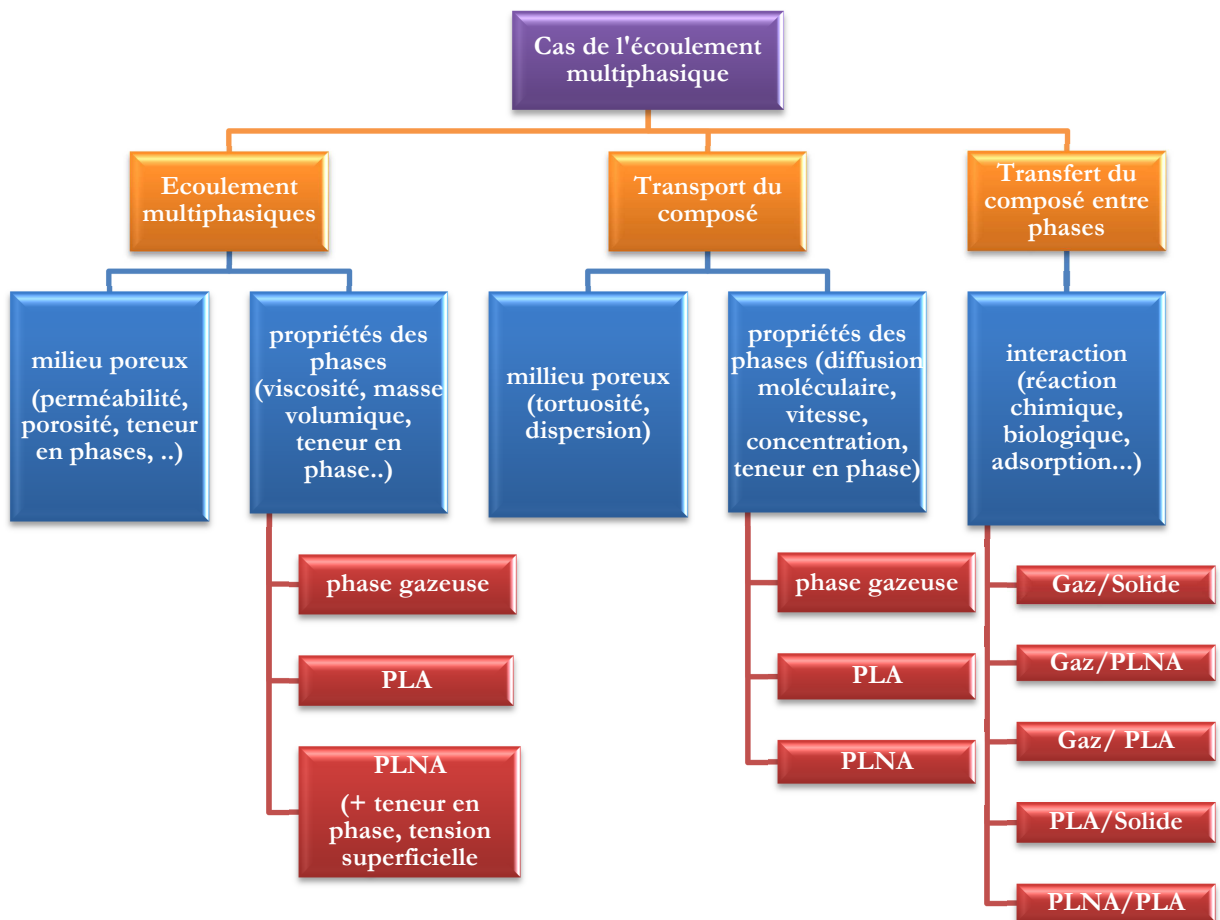 Cas de l'écoulement
multiphasique
Ecoulement
multiphasiques
Transport du
composé
Transfert du
composé entre
phases
milieu poreux
(perméabilité,
porosité, teneur
en phases, ..)
propriétés des
phases
(viscosité, masse
volumique,
teneur en
phase..)
millieu poreux
(tortuosité,
dispersion)
propriétés des
phases (diffusion
moléculaire,
vitesse,
concentration,
teneur en phase)
interaction
(réaction
chimique,
biologique,
adsorption...)
phase gazeuse
PLA
PLNA
(+ teneur en
phase, tension
superficielle
phase gazeuse
PLA
PLNA
Gaz/Solide
Gaz/PLNA
Gaz/ PLA
PLA/Solide
PLNA/PLA